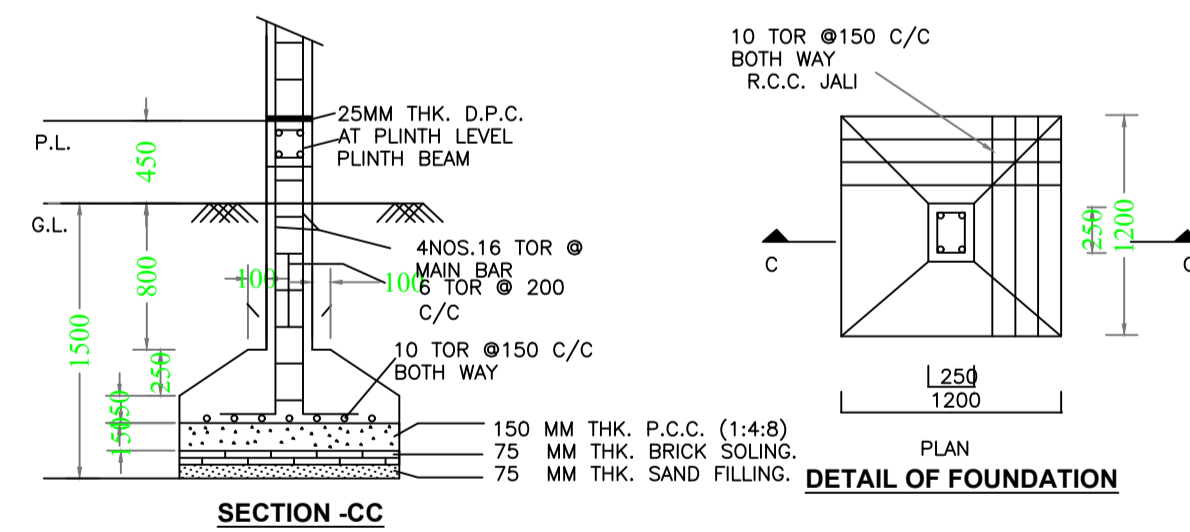 P.L.
450
25MM THK. D.P.C.
AT PLINTH LEVEL
PLINTH BEAM
G.L.
1500
800
100
100
4NOS.16 TOR @
MAIN BAR
6 TOR @ 200
C/C
250
10 TOR @150 C/C
BOTH WAY
150
150
150 MM THK. P.C.C. (1:4:8)
75 MM THK. BRICK SOLING.
75 MM THK. SAND FILLING.
SECTION -CC
10 TOR @150 C/C
BOTH WAY
R.C.C. JALI
C
250
1200
C
250
1200
PLAN
DETAIL OF FOUNDATION